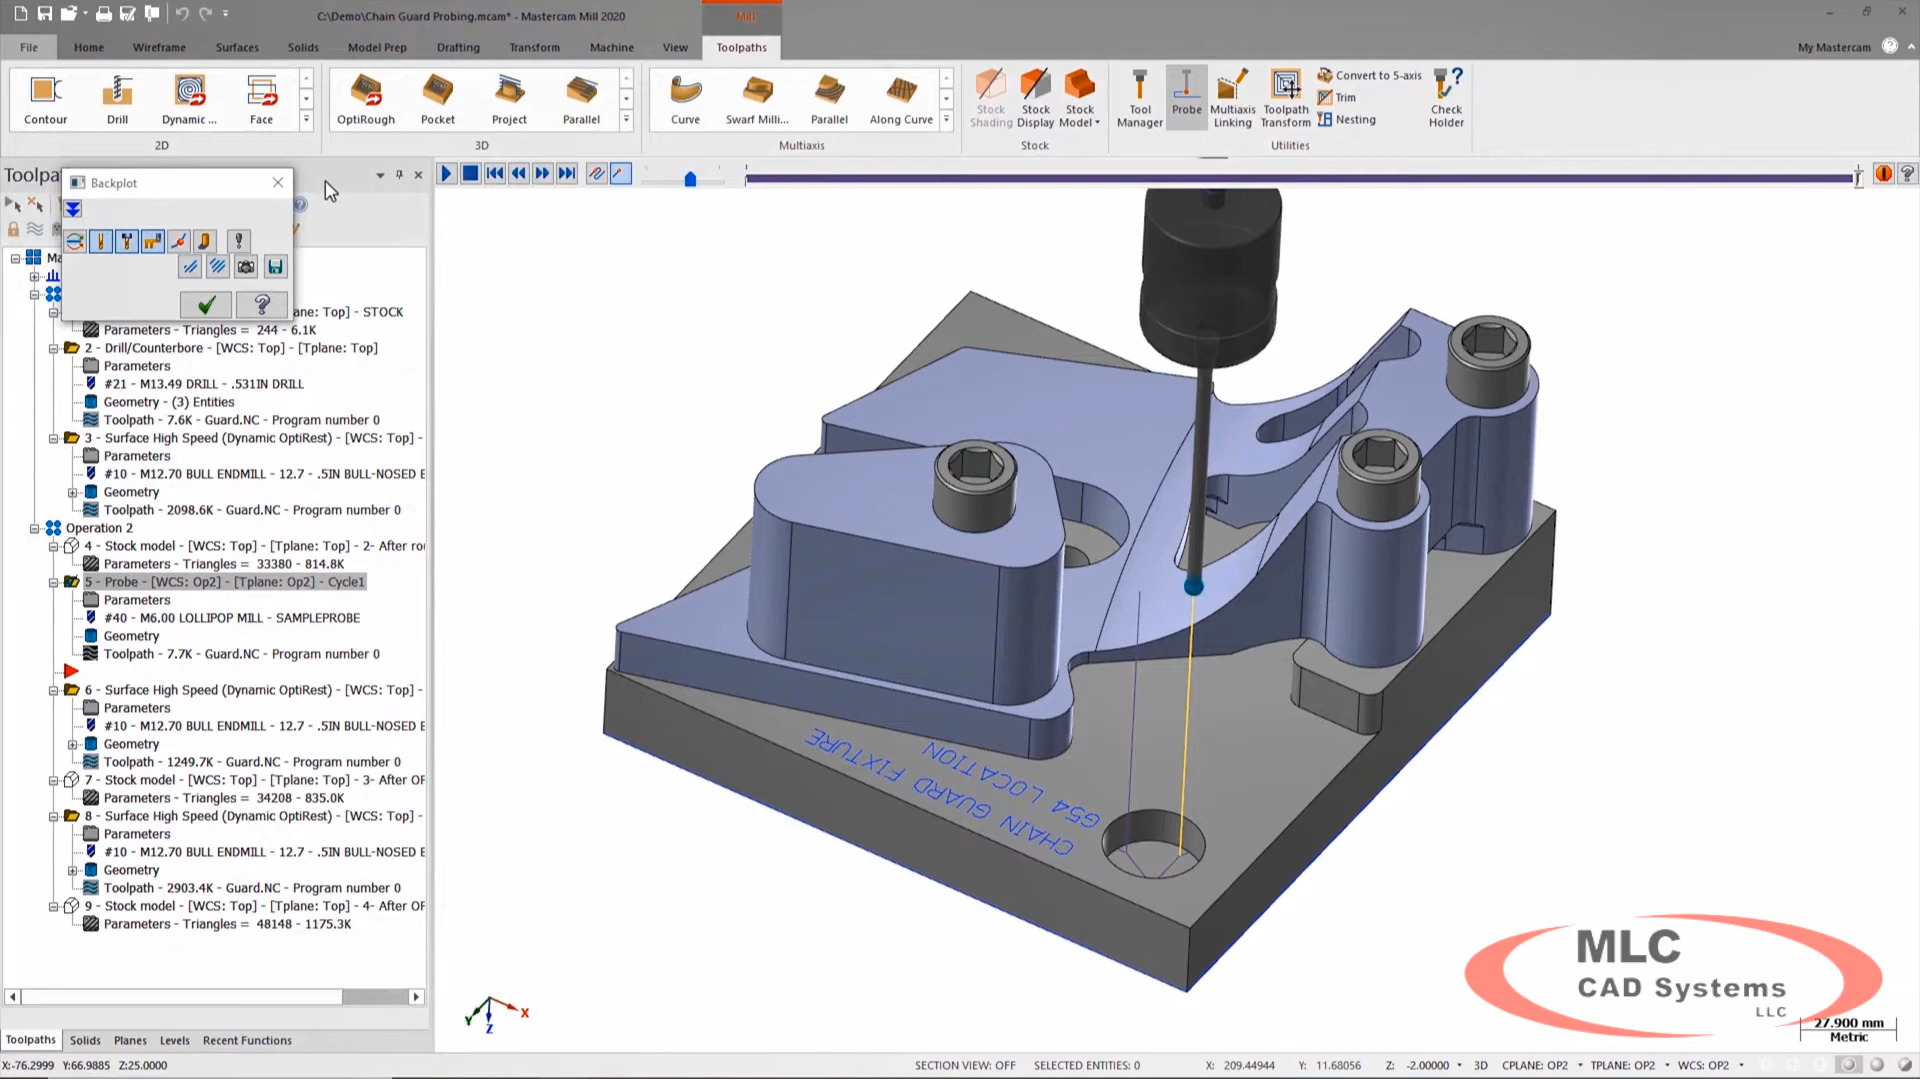 C:\Demo\Chain Guard Probing.mcam* - Mastercam Mill 2020
Mill
File Home Wireframe Surfaces Solids Model Prep Drafting Transform Machine View Toolpaths
My Mastercam
Contour Drill Dynamic ... Face
2D
OptiRough Pocket Project Parallel
3D
Curve Swarf Milli... Parallel Along Curve
Multiaxis
Stock Shading
Stock Display
Stock Model
Stock
Tool Manager
Probe
Multiaxis Linking
Toolpath Transform
Convert to 5-axis
Trim
Nesting
Check Holder
Utilities
Toolpa
Backplot
Ma
ane: Top] - STOCK
Parameters - Triangles = 244 - 6.1K
2 - Drill/Counterbore - [WCS: Top] - [Tplane: Top]
Parameters
#21 - M13.49 DRILL - .531IN DRILL
Geometry - (3) Entities
Toolpath - 7.6K - Guard.NC - Program number 0
3 - Surface High Speed (Dynamic OptiRest) - [WCS: Top] -
Parameters
#10 - M12.70 BULL ENDMILL - 12.7 - .5IN BULL-NOSED E
Geometry
Toolpath - 2098.6K - Guard.NC - Program number 0
Operation 2
4 - Stock model - [WCS: Top] - [Tplane: Top] - 2- After ro
Parameters - Triangles = 33380 - 814.8K
5 - Probe - [WCS: Op2] - [Tplane: Op2] - Cycle1
Parameters
#40 - M6.00 LOLLIPOP MILL - SAMPLEPROBE
Geometry
Toolpath - 7.7K - Guard.NC - Program number 0
6 - Surface High Speed (Dynamic OptiRest) - [WCS: Top] -
Parameters
#10 - M12.70 BULL ENDMILL - 12.7 - .5IN BULL-NOSED E
Geometry
Toolpath - 1249.7K - Guard.NC - Program number 0
7 - Stock model - [WCS: Top] - [Tplane: Top] - 3- After OF
Parameters - Triangles = 34208 - 835.0K
8 - Surface High Speed (Dynamic OptiRest) - [WCS: Top] -
Parameters
#10 - M12.70 BULL ENDMILL - 12.7 - .5IN BULL-NOSED E
Geometry
Toolpath - 2903.4K - Guard.NC - Program number 0
9 - Stock model - [WCS: Top] - [Tplane: Top] - 4- After OF
Parameters - Triangles = 48148 - 1175.3K
CHAIN GUARD FIXTURE
G54 LOCATION
X
Y
Z
MLC
CAD Systems
LLC
27.900 mm
Metric
Toolpaths Solids Planes Levels Recent Functions
X:-76.2999 Y:66.9885 Z:25.0000
SECTION VIEW: OFF SELECTED ENTITIES: 0 X: 209.44944 Y: 11.68056 Z: -2.00000 3D CPLANE: OP2 TPLANE: OP2 WCS: OP2